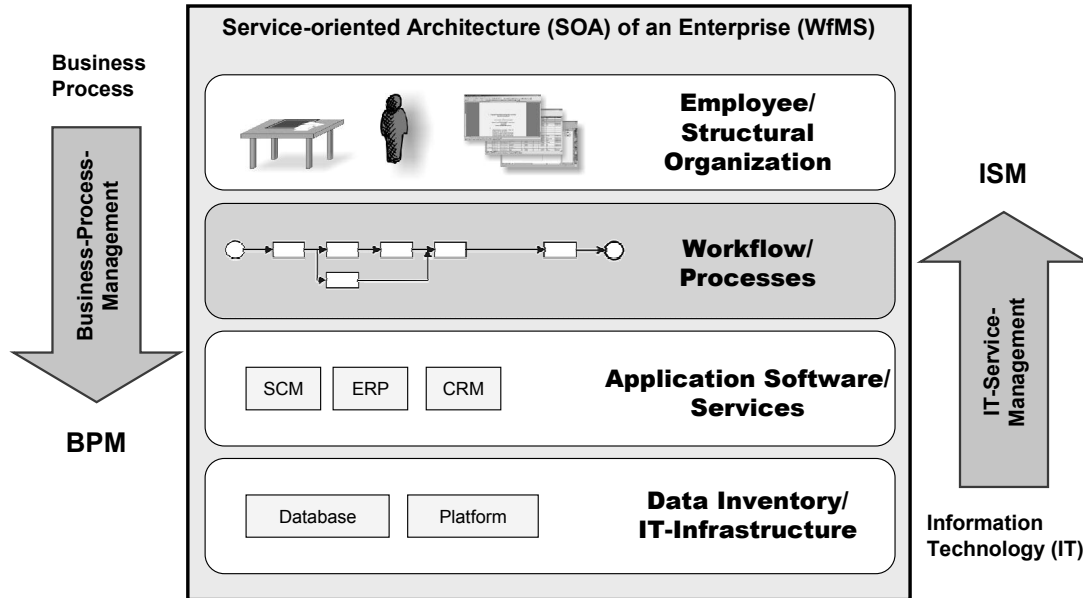 Service-oriented Architecture (SOA) of an Enterprise (WfMS)
Business
Process
Business-Process-
Management
BPM
Employee/
Structural
Organization
Workflow/
Processes
SCM
ERP
CRM
Application Software/
Services
Database
Platform
Data Inventory/
IT-Infrastructure
ISM
IT-Service-
Management
Information
Technology (IT)